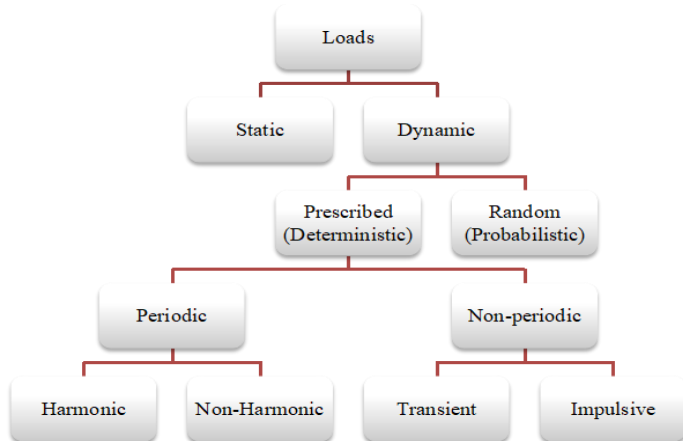 Loads
Static
Dynamic
Prescribed
(Deterministic)
Random
(Probabilistic)
Periodic
Non-periodic
Harmonic
Non-Harmonic
Transient
Impulsive